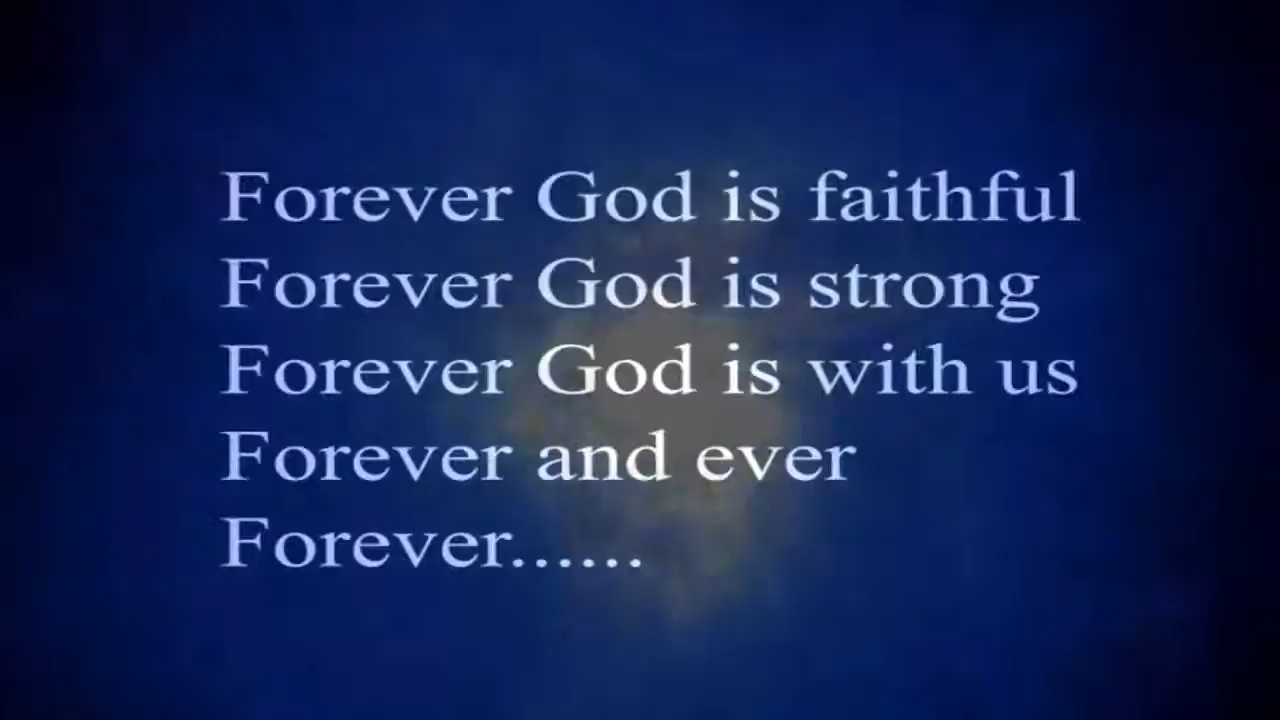 Forever God is faithful
Forever God is strong
Forever God is with us
Forever and ever
Forever......